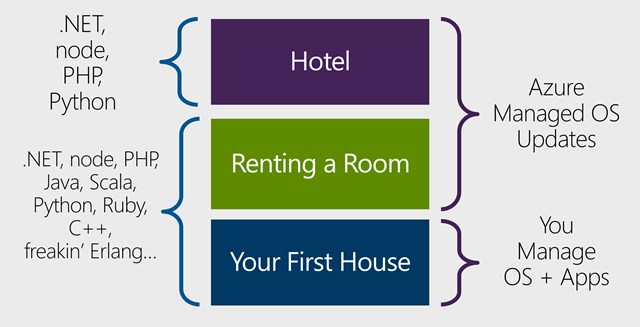 .NET,
node,
PHP,
Python
Hotel
Azure
Managed OS
Updates
Renting a Room
.NET, node, PHP,
Java, Scala,
Python, Ruby,
C++,
freakin’ Erlang...
Your First House
You
Manage
OS + Apps